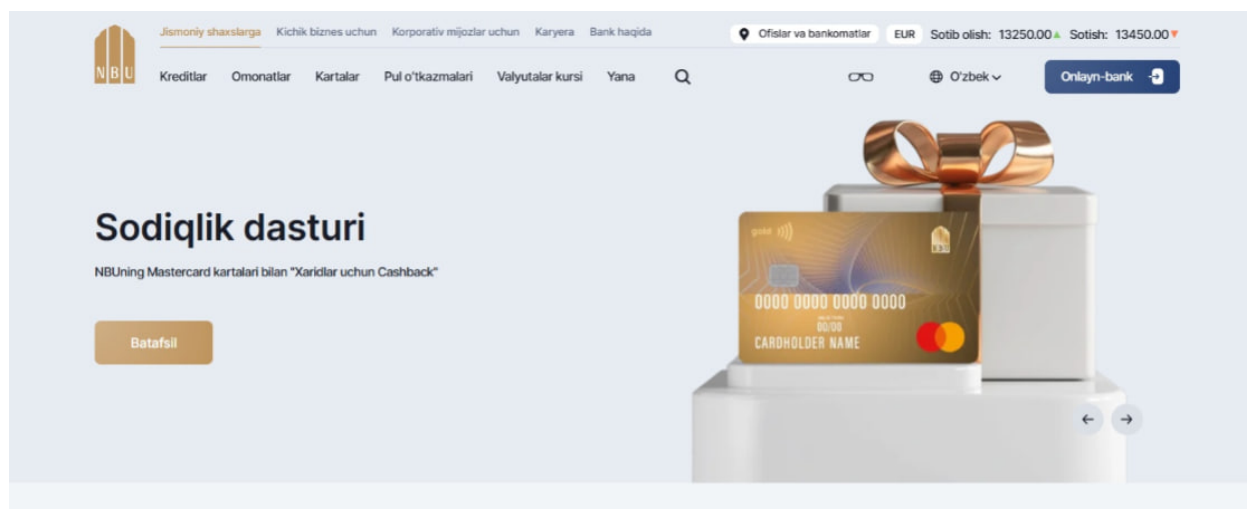 Jismoniy shaxslarga Kichik biznes uchun Korporativ mijozlar uchun Karyera Bank haqida Ofislar va bankomatlar EUR Sotib olish: 13250.00 Sotish: 13450.00
NBU Kreditlar Omonatlar Kartalar Pul o'tkazmalari Valyutalar kursi Yana O'zbek Onlayn-bank
Sodiqlik dasturi
NBUning Mastercard kartalari bilan "Xaridlar uchun Cashback"
Batafsil
gold
NBU
0000 0000 0000 0000
00/00
CARDHOLDER NAME